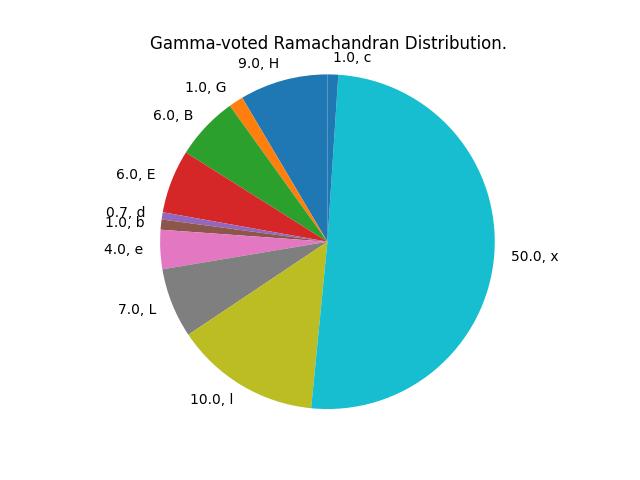 Gamma-voted Ramachandran Distribution.
1.0, c
9.0, H
1.0, G
6.0, B
6.0, E
0.7, d
1.0, b
4.0, e
50.0, x
7.0, L
10.0, l